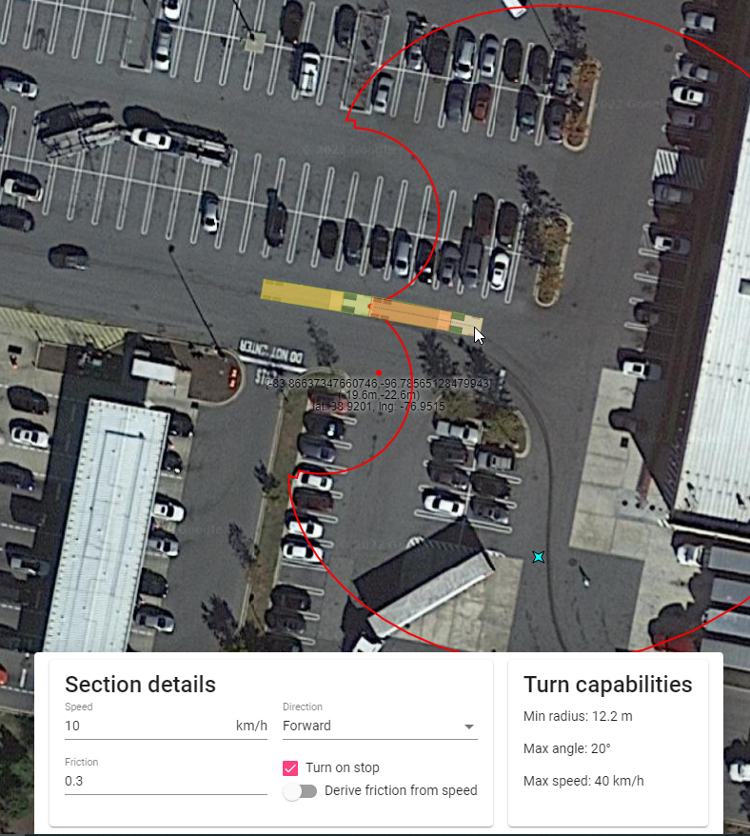 DO NOT ENTER
(-83.86637347660746,-96.78565128479943)
(-19.6m,-22.6m)
lat: 38.9201, lng: -76.9515
Section details
Speed
10 km/h
Direction
Forward
Friction
0.3
Turn on stop
Derive friction from speed
Turn capabilities
Min radius: 12.2 m
Max angle: 20°
Max speed: 40 km/h